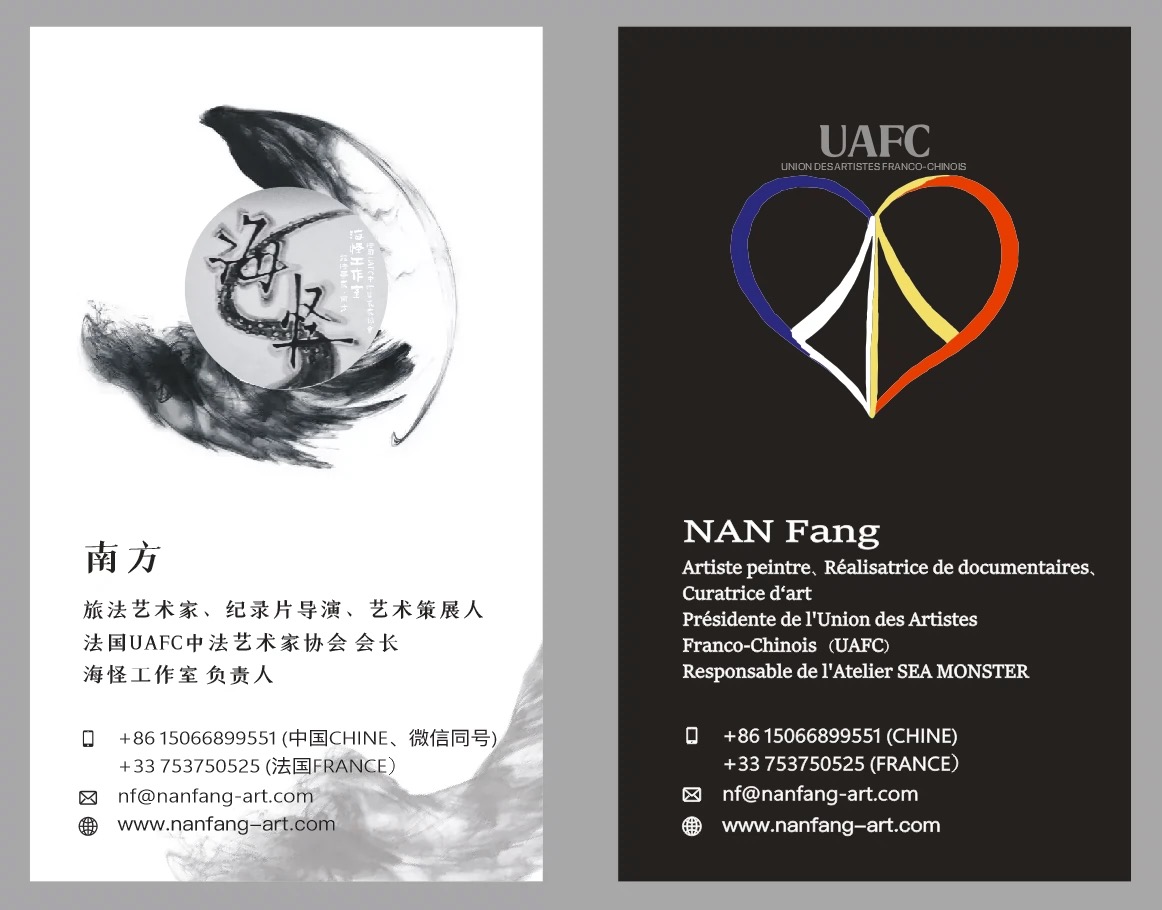 海怪
海怪工作室
南方
旅法艺术家、纪录片导演、艺术策展人
法国UAFC中法艺术家协会 会长
海怪工作室 负责人
+86 15066899551 (中国CHINE、微信同号)
+33 753750525 (法国FRANCE）
nf@nanfang-art.com
www.nanfang-art.com
UAFC
UNION DES ARTISTES FRANCO-CHINOIS
NAN Fang
Artiste peintre、Réalisatrice de documentaires、
Curatrice d‘art
Présidente de l'Union des Artistes
Franco-Chinois（UAFC）
Responsable de l'Atelier SEA MONSTER
+86 15066899551 (CHINE)
+33 753750525 (FRANCE）
nf@nanfang-art.com
www.nanfang-art.com